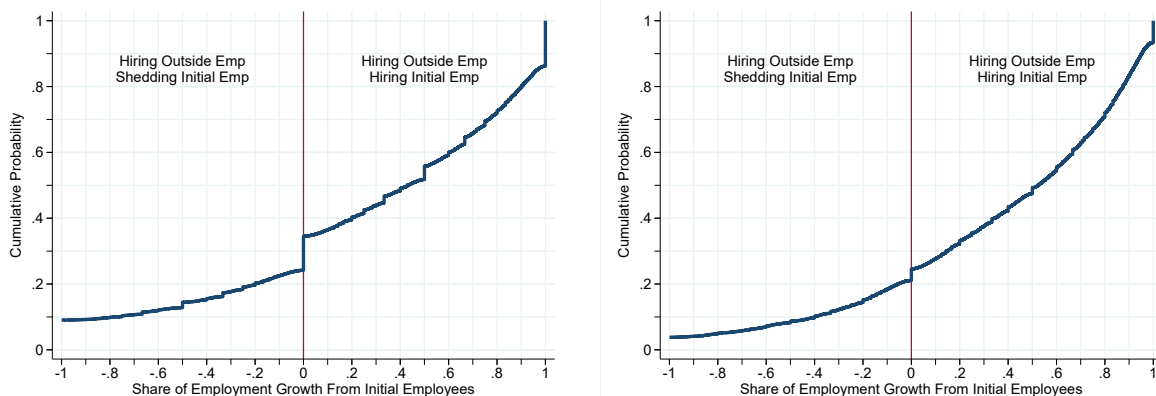 1
.8
.6
.4
.2
0
Cumulative Probability
Hiring Outside Emp
Shedding Initial Emp
Hiring Outside Emp
Hiring Initial Emp
-1 -.8 -.6 -.4 -.2 0 .2 .4 .6 .8 1
Share of Employment Growth From Initial Employees
1
.8
.6
.4
.2
0
Cumulative Probability
Hiring Outside Emp
Shedding Initial Emp
Hiring Outside Emp
Hiring Initial Emp
-1 -.8 -.6 -.4 -.2 0 .2 .4 .6 .8 1
Share of Employment Growth From Initial Employees